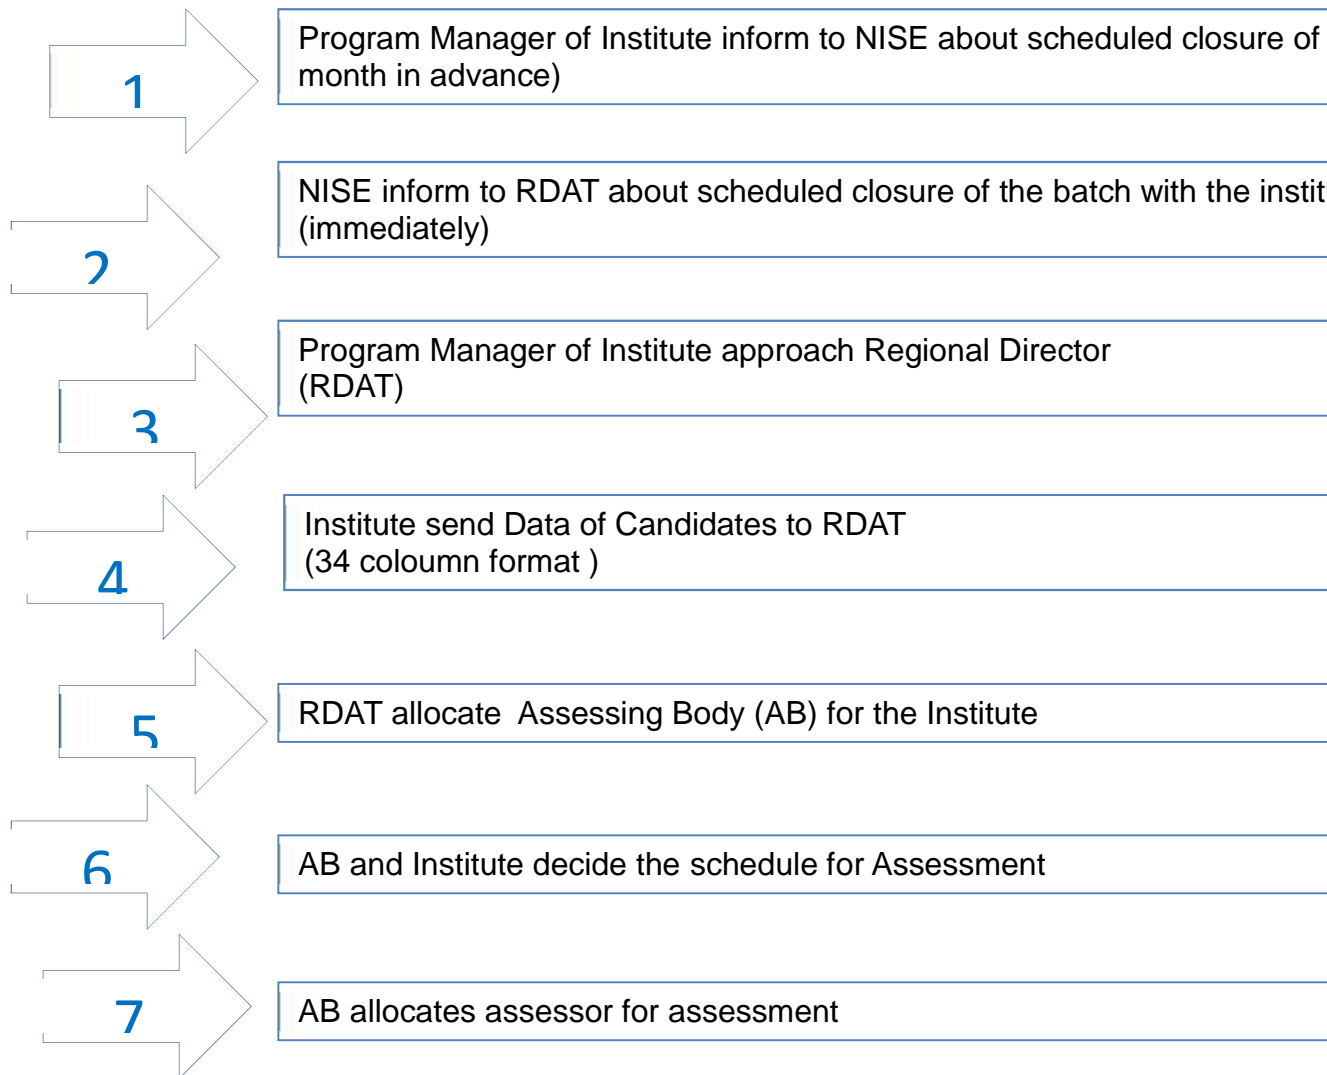 1
Program Manager of Institute inform to NISE about scheduled closure of
month in advance)
2
NISE inform to RDAT about scheduled closure of the batch with the instit
(immediately)
3
Program Manager of Institute approach Regional Director
(RDAT)
4
Institute send Data of Candidates to RDAT
(34 coloumn format )
5
RDAT allocate Assessing Body (AB) for the Institute
6
AB and Institute decide the schedule for Assessment
7
AB allocates assessor for assessment